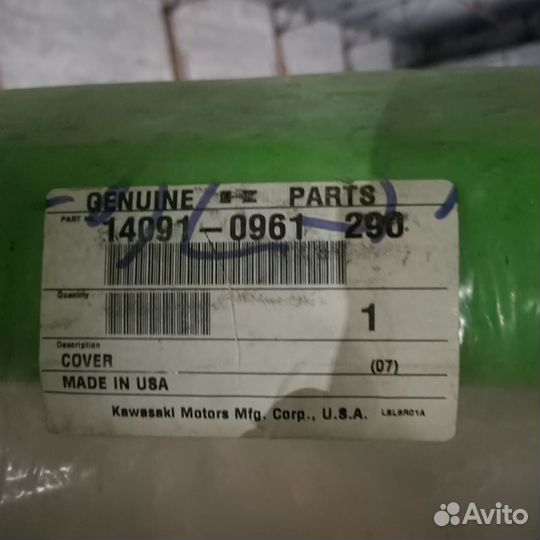 GENUINE PARTS
PART NO. 14091-0961 290
Quantity
1
Description
COVER (07)
MADE IN USA
Kawasaki Motors Mfg. Corp., U.S.A. LBLSR01A
Avito